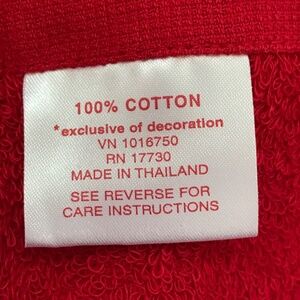 100% COTTON
*exclusive of decoration
VN 1016750
RN 17730
MADE IN THAILAND
SEE REVERSE FOR
CARE INSTRUCTIONS